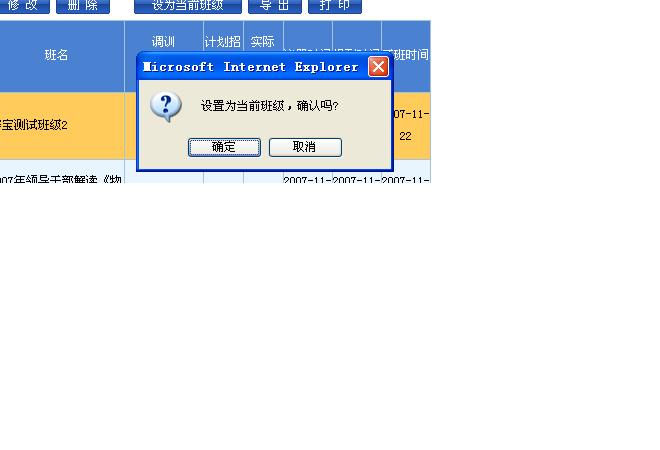 修 改 删 除 设为当前班级 导 出 打 印
班名 调训 计划招 实际 班时间
Microsoft Internet Explorer
设置为当前班级，确认吗?
宝测试班级2
07-11-
22
确定 取消
07年领导干部解读《物 2007-11- 2007-11- 2007-11-